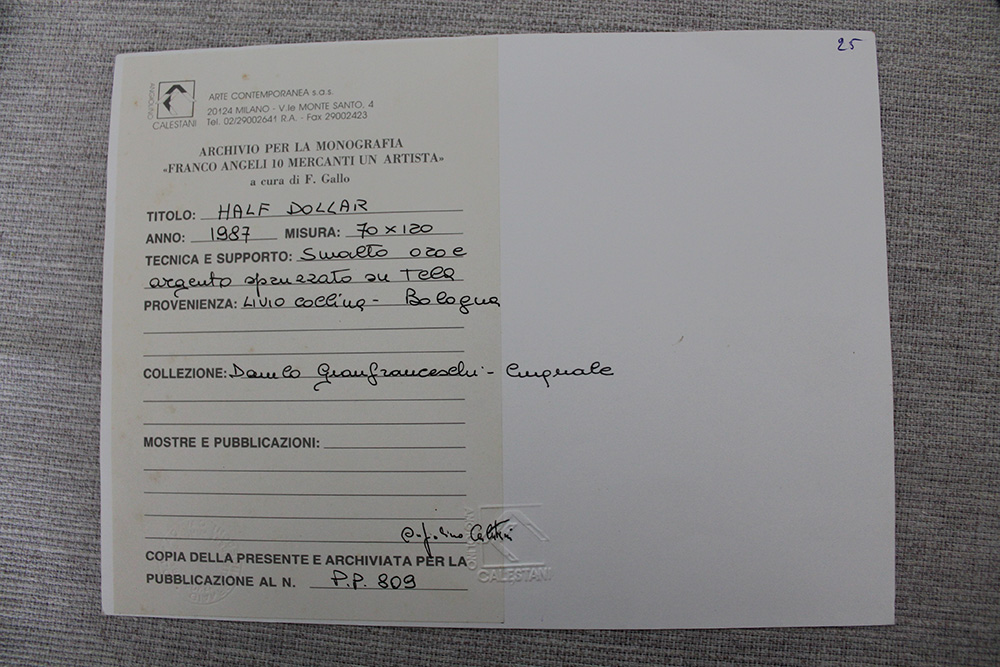 25
ARTE CONTEMPORANEA s.a.s.
20124 MILANO - V.le MONTE SANTO, 4
Tel. 02/29002641 R.A. - Fax 29002423
CALESTANI
ARCHIVIO PER LA MONOGRAFIA
«FRANCO ANGELI 10 MERCANTI UN ARTISTA»
a cura di F. Gallo
TITOLO: HALF DOLLAR
ANNO: 1987 MISURA: 70 x 120
TECNICA E SUPPORTO: Smalto oro e
argento spruzzato su Tela
PROVENIENZA: LIVIO Collina - Bologna
COLLEZIONE: Danilo Gianfranceschi - Cinquale
MOSTRE E PUBBLICAZIONI:
COPIA DELLA PRESENTE E ARCHIVIATA PER LA
PUBBLICAZIONE AL N. P.P. 809
CALESTANI